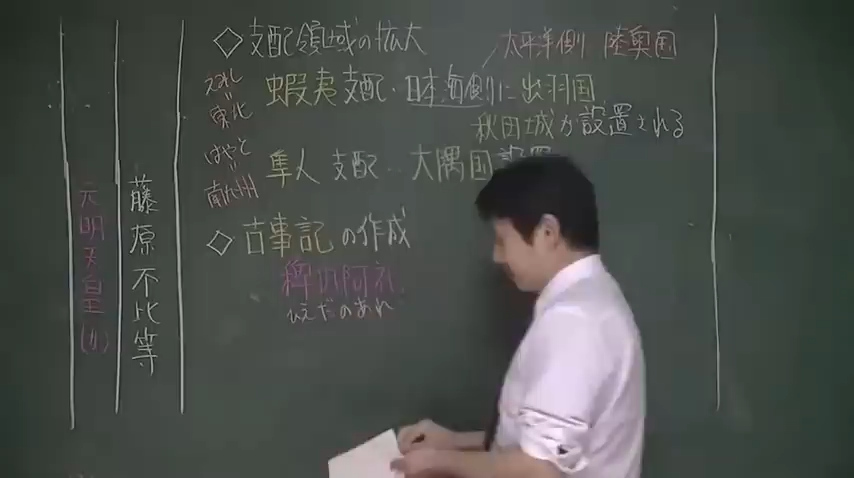 ◇支配領域の拡大
太平洋側 陸奥国
えみし
〃
東北
蝦夷支配・日本海側に出羽国
秋田城が設置される
はやと
〃
南九州
隼人 支配‥大隅国設置
◇古事記の作成
稗田阿礼
ひえだのあれ
藤原不比等
元明天皇(女)